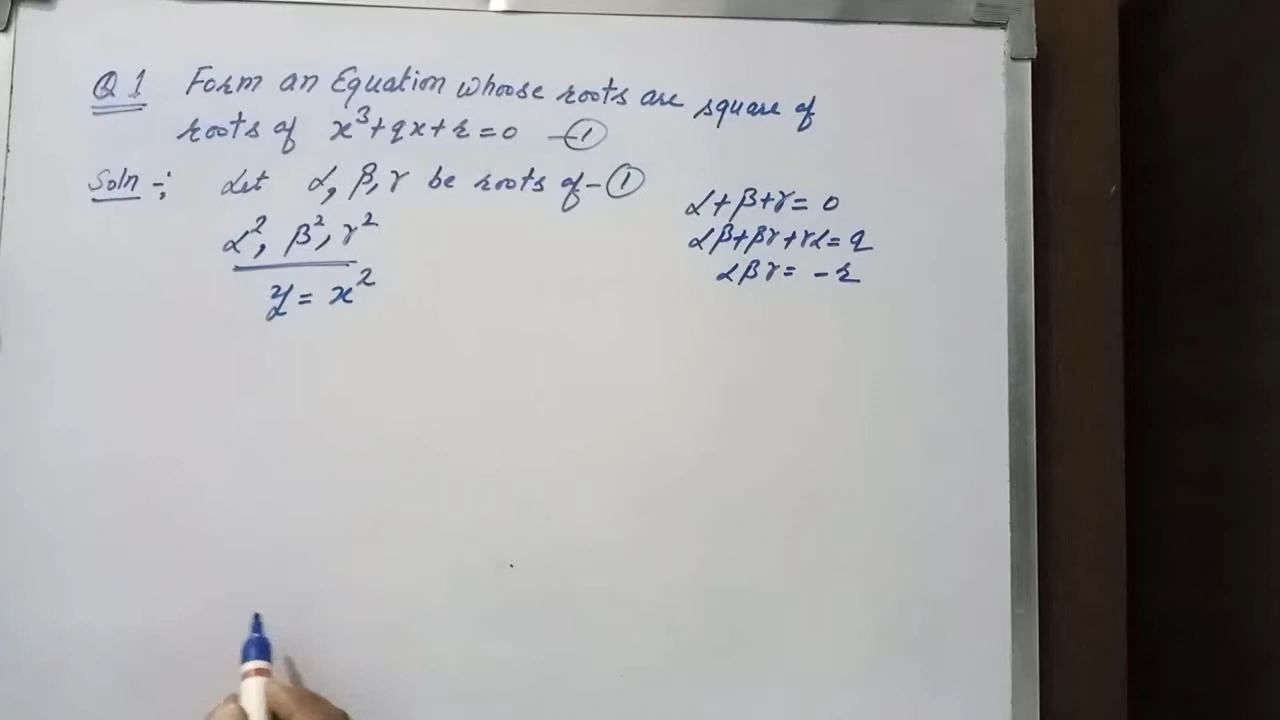 Q 1 Form an Equation whoose roots are square of
roots of x³+qx+r=0 —①
Soln -; Let α, β, γ be roots of -①
α², β², γ²
y = x²
α+β+γ= 0
αβ+βγ+γα=q
αβγ= -r